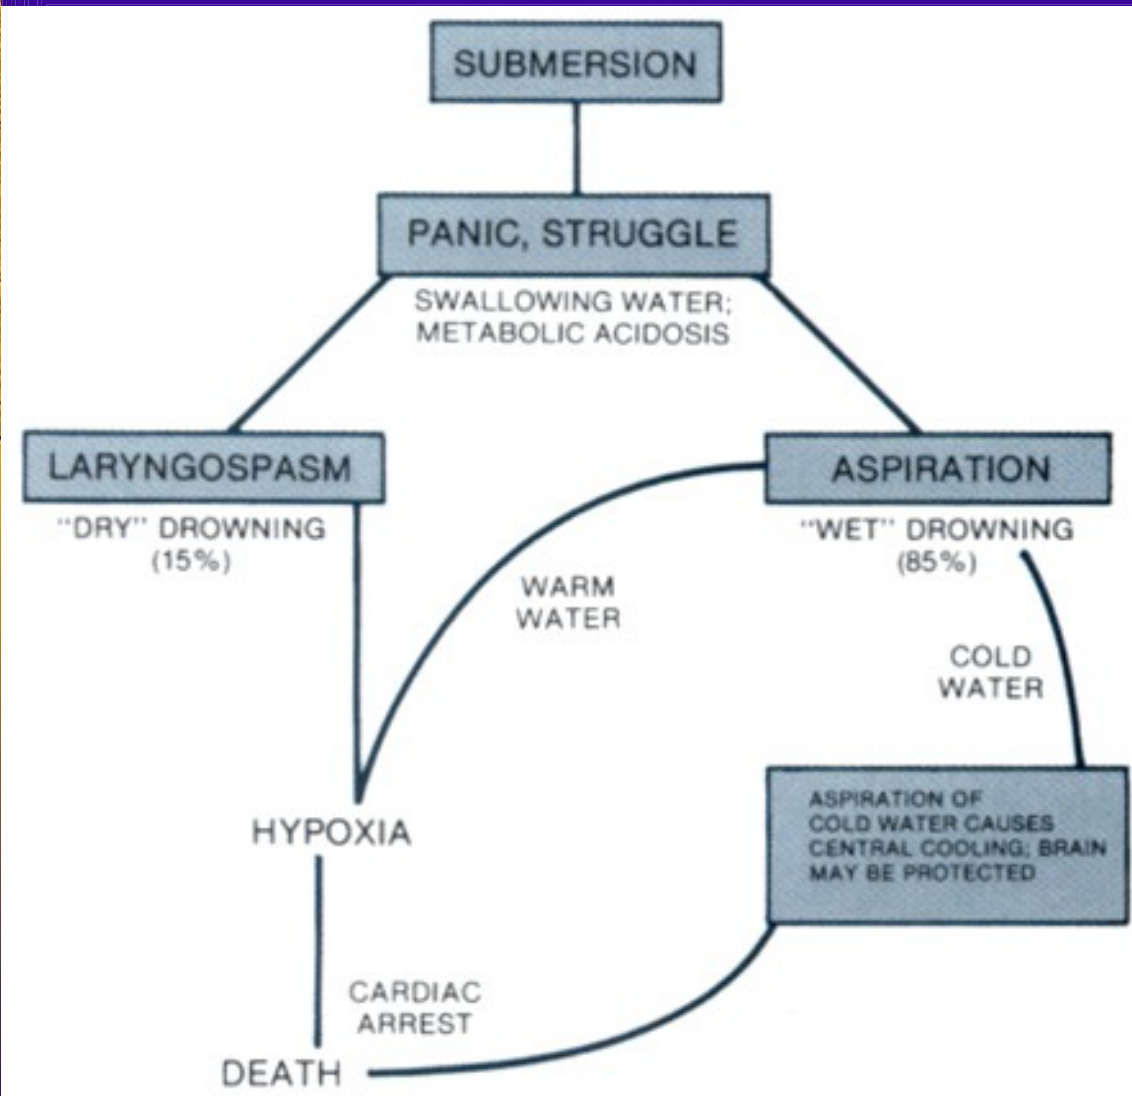 SUBMERSION
PANIC, STRUGGLE
SWALLOWING WATER;
METABOLIC ACIDOSIS
LARYNGOSPASM
"DRY" DROWNING
(15%)
ASPIRATION
"WET" DROWNING
(85%)
WARM
WATER
COLD
WATER
ASPIRATION OF
COLD WATER CAUSES
CENTRAL COOLING; BRAIN
MAY BE PROTECTED
HYPOXIA
CARDIAC
ARREST
DEATH